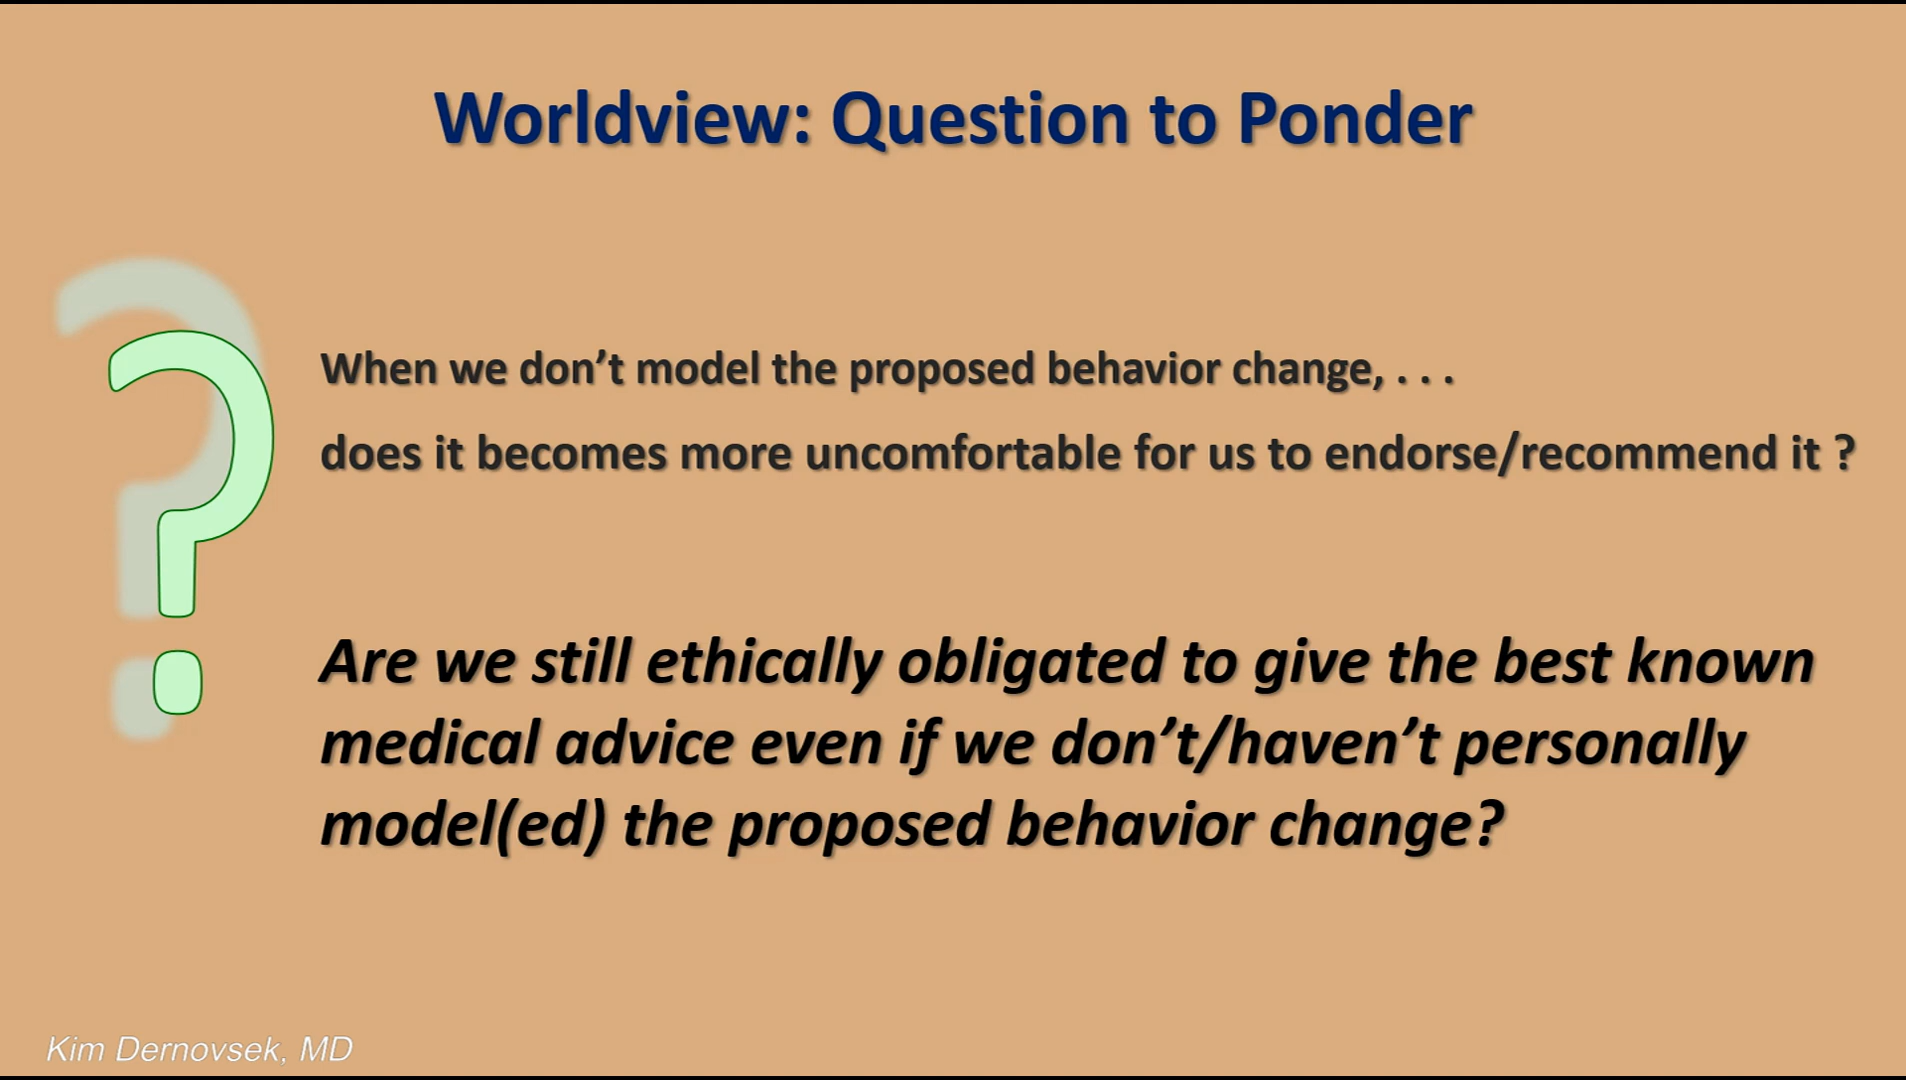 Worldview: Question to Ponder
?
When we don’t model the proposed behavior change, . . .
does it becomes more uncomfortable for us to endorse/recommend it ?
Are we still ethically obligated to give the best known
medical advice even if we don’t/haven’t personally
model(ed) the proposed behavior change?
Kim Dernovsek, MD